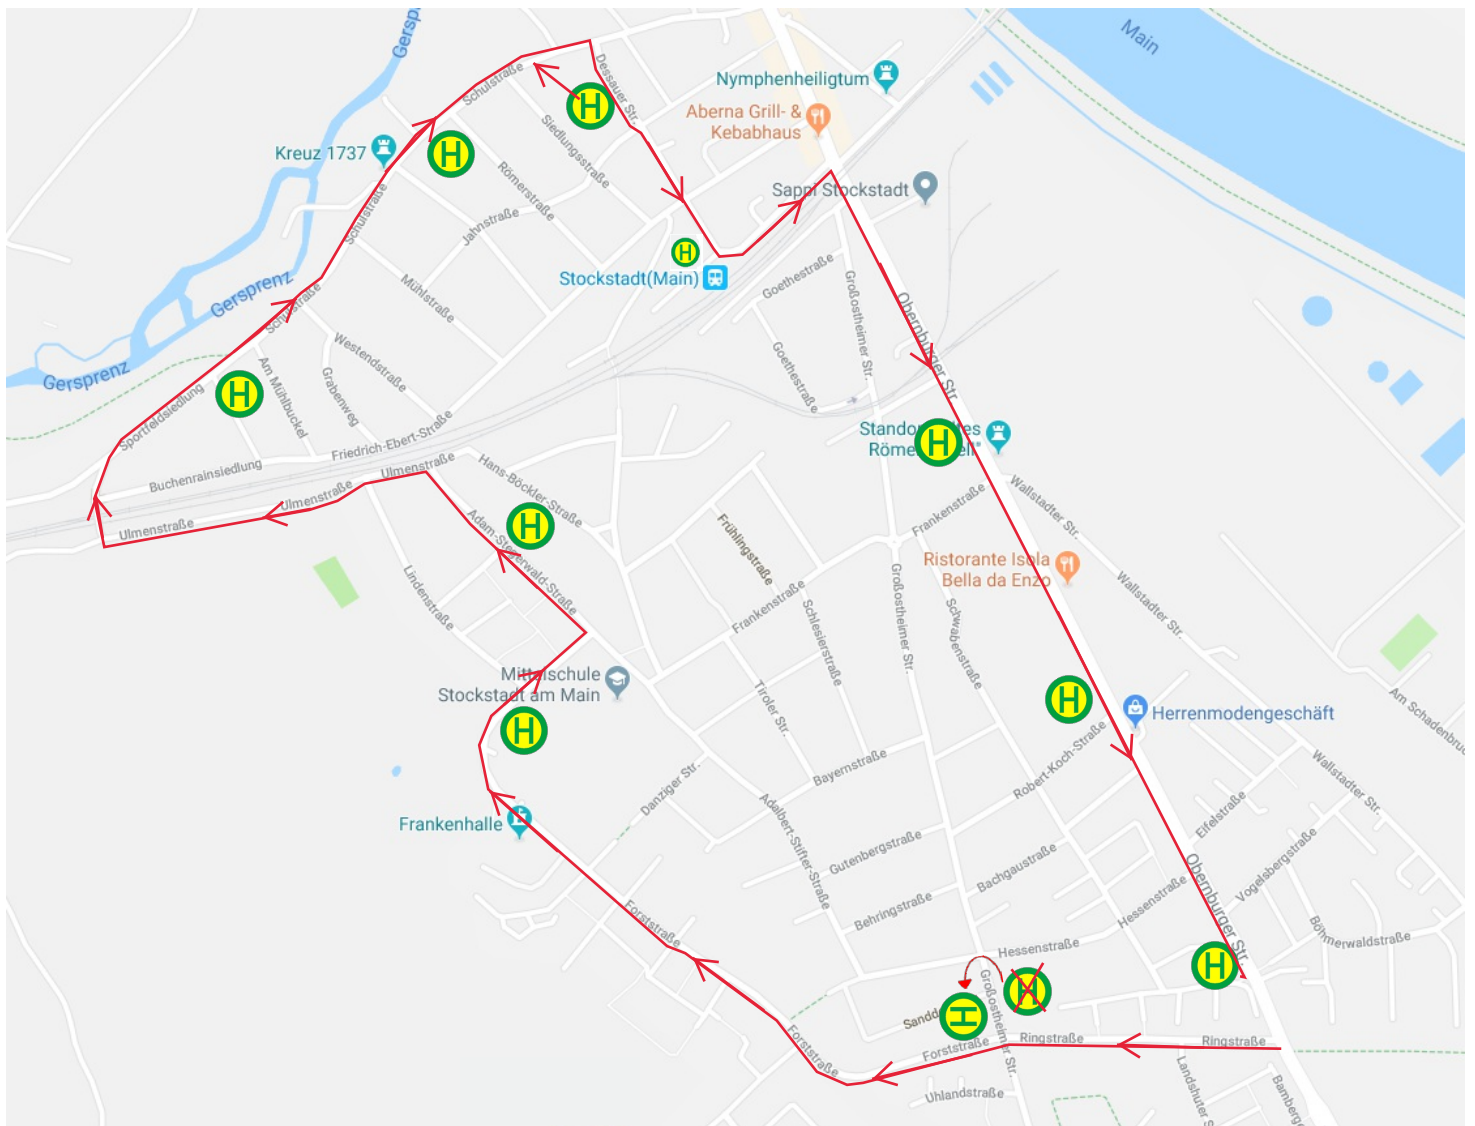 Gerspr
Main
Nymphenheiligtum
Aberna Grill- &
Kebabhaus
Dessauer Str.
Schulstraße
H
Siedlungsstraße
Kreuz 1737
H
Römerstraße
Sappi Stockstadt
Schulstraße
Jahnstraße
H
Stockstadt(Main)
Goethestraße
Großostheimer Str.
Gersprenz
Mühlstraße
Schulstraße
Obernburger Str.
Gersprenz
Westendstraße
Goethestraße
Am Mühlbuckel
Grabenweg
H
Sportfeldsiedlung
Friedrich-Ebert-Straße
H
Buchenrainsiedlung
Ulmenstraße
Hans-Böckler-Straße
Ulmenstraße
Ulmenstraße
Wallstadter Str.
Frankenstraße
H
Adam-Stegerwald-Straße
Frühlingstraße
Ristorante Isola
Bella da Enzo
Lindenstraße
Frankenstraße
Schlesierstraße
Großostheimer Str.
Schwabenstraße
Wallstadter Str.
Mittelschule
Stockstadt am Main
H
Tiroler Str.
H
Herrenmodengeschäft
Am Schadenbru
Robert-Koch-Straße
Bayernstraße
Danziger Str.
Wallstadter Str.
Frankenhalle
Adalbert-Stifter-Straße
Gutenbergstraße
Eifelstraße
Bachgaustraße
Vogelsbergstraße
Behringstraße
Hessenstraße
Obernburger Str.
Forststraße
Hessenstraße
Böhmerwaldstraße
H
H
H
Großostheimer Str.
Forststraße
Forststraße
Ringstraße
Ringstraße
Uhlandstraße
Landshuter S
Bamberge